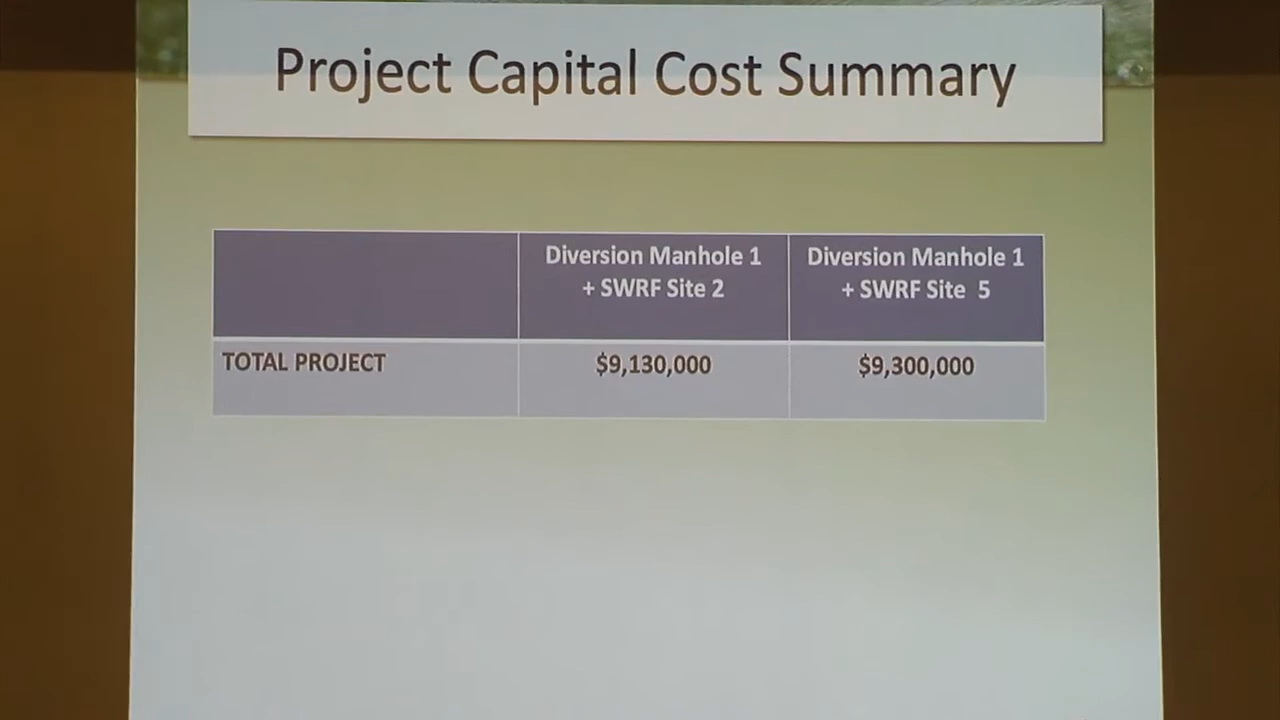 Project Capital Cost Summary
Diversion Manhole 1
+ SWRF Site 2
Diversion Manhole 1
+ SWRF Site 5
TOTAL PROJECT
$9,130,000
$9,300,000